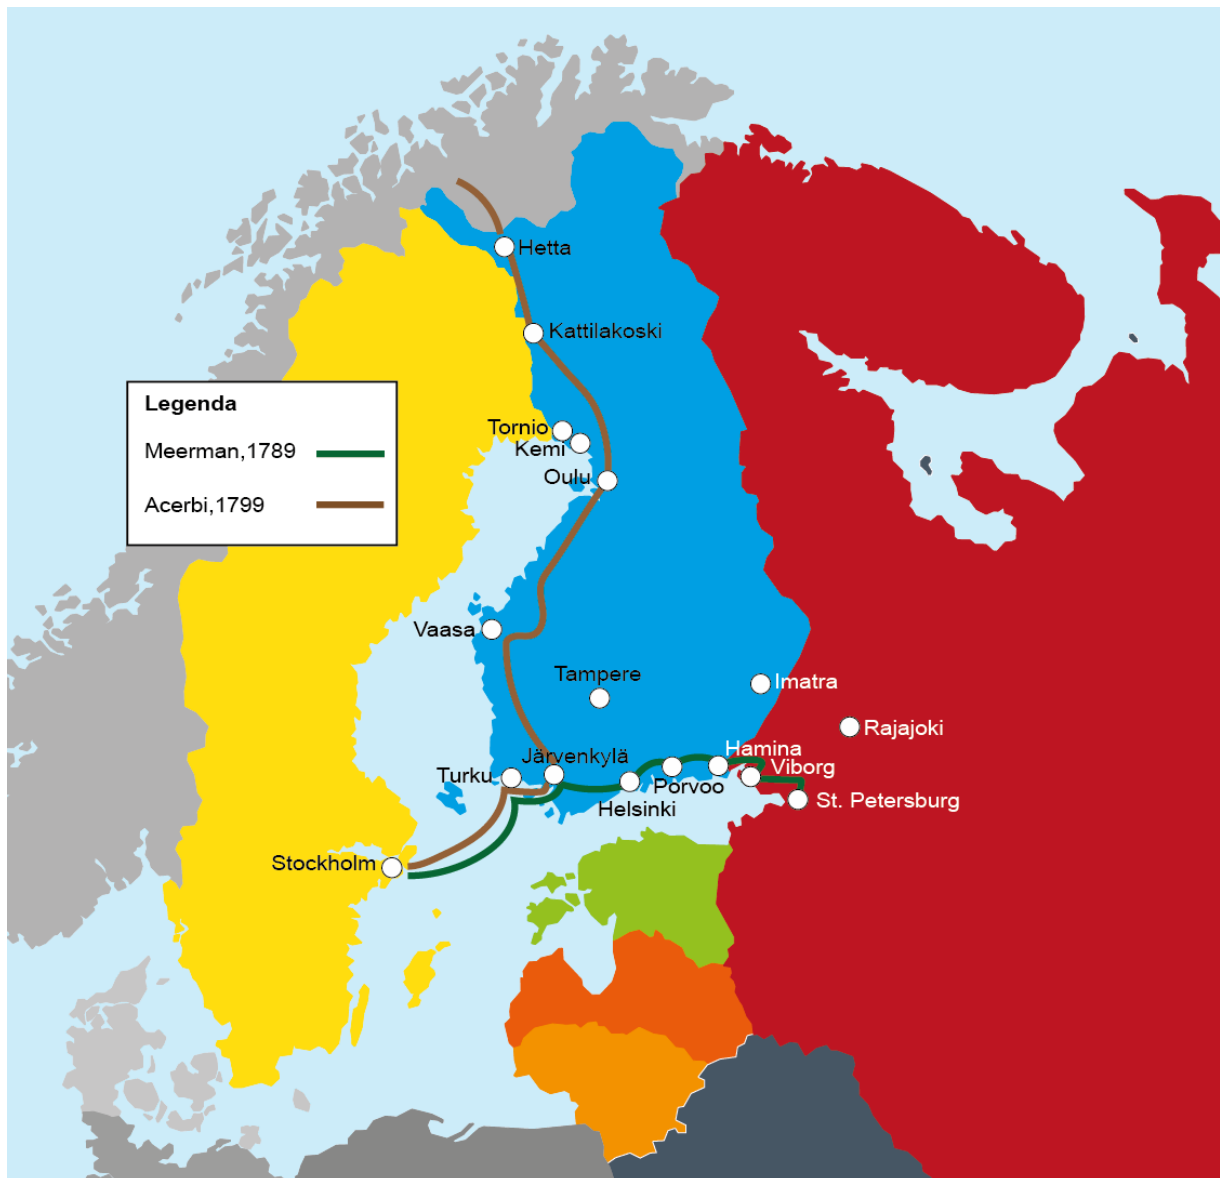 Hetta
Kattilakoski
Legenda
Meerman,1789
Acerbi,1799
Tornio
Kemi
Oulu
Vaasa
Tampere
Imatra
Rajajoki
Järvenkylä
Hamina
Turku
Viborg
Porvoo
Helsinki
St. Petersburg
Stockholm